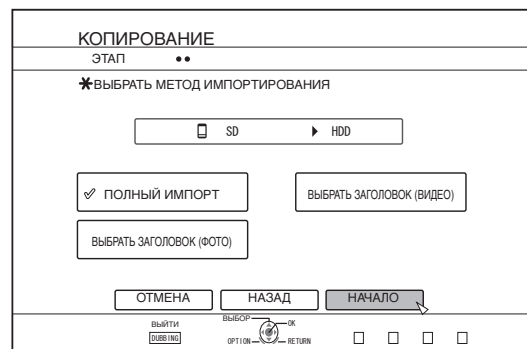 КОПИРОВАНИЕ
ЭТАП
*ВЫБРАТЬ МЕТОД ИМПОРТИРОВАНИЯ
SD HDD
ПОЛНЫЙ ИМПОРТ ВЫБРАТЬ ЗАГОЛОВОК (ВИДЕО)
ВЫБРАТЬ ЗАГОЛОВОК (ФОТО)
ОТМЕНА НАЗАД НАЧАЛО
ВЫЙТИ ВЫБОР OK
DUBBING OPTION RETURN